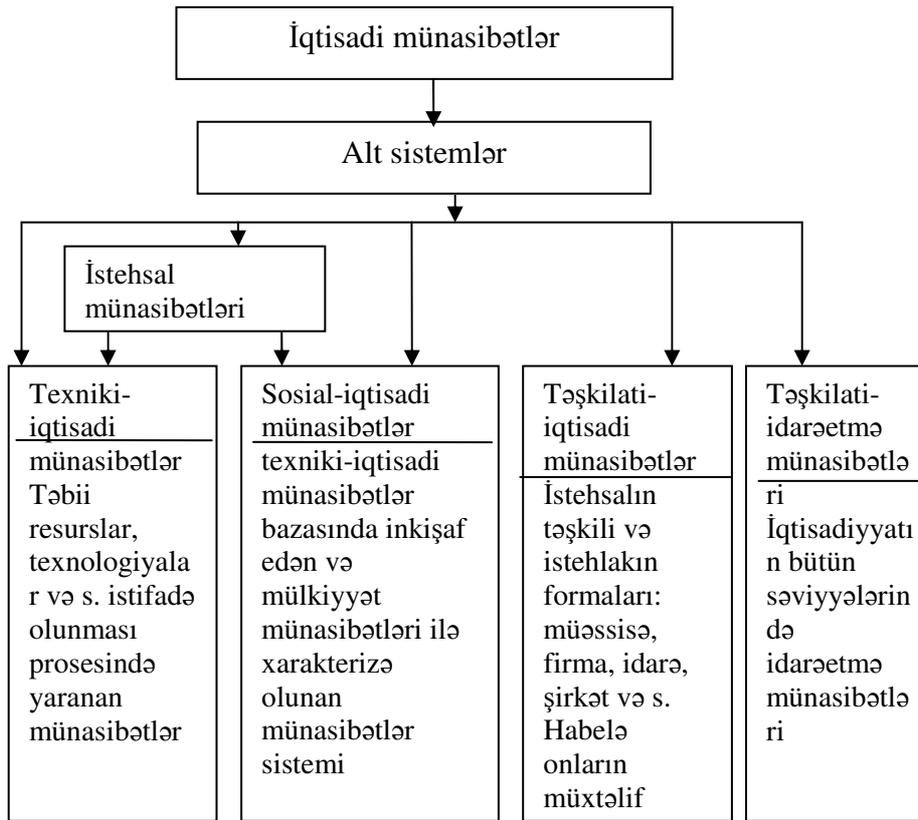 İqtisadi münasibətlər
Alt sistemlər
İstehsal
münasibətləri
Texniki-
iqtisadi
münasibətlər
Təbii
resurslar,
texnologiyala
r və s. istifadə
olunması
prosesində
yaranan
münasibətlər
Sosial-iqtisadi
münasibətlər
texniki-iqtisadi
münasibətlər
bazasında inkişaf
edən və
mülkiyyət
münasibətləri ilə
xarakterizə
olunan
münasibətlər
sistemi
Təşkilati-
iqtisadi
münasibətlər
İstehsalın
təşkili və
istehlakın
formaları:
müəssisə,
firma, idarə,
şirkət və s.
Habelə
onların
müxtəlif
Təşkilati-
idarəetmə
münasibətlə
ri
İqtisadiyyatı
n bütün
səviyyələrin
də
idarəetmə
münasibətlə
ri